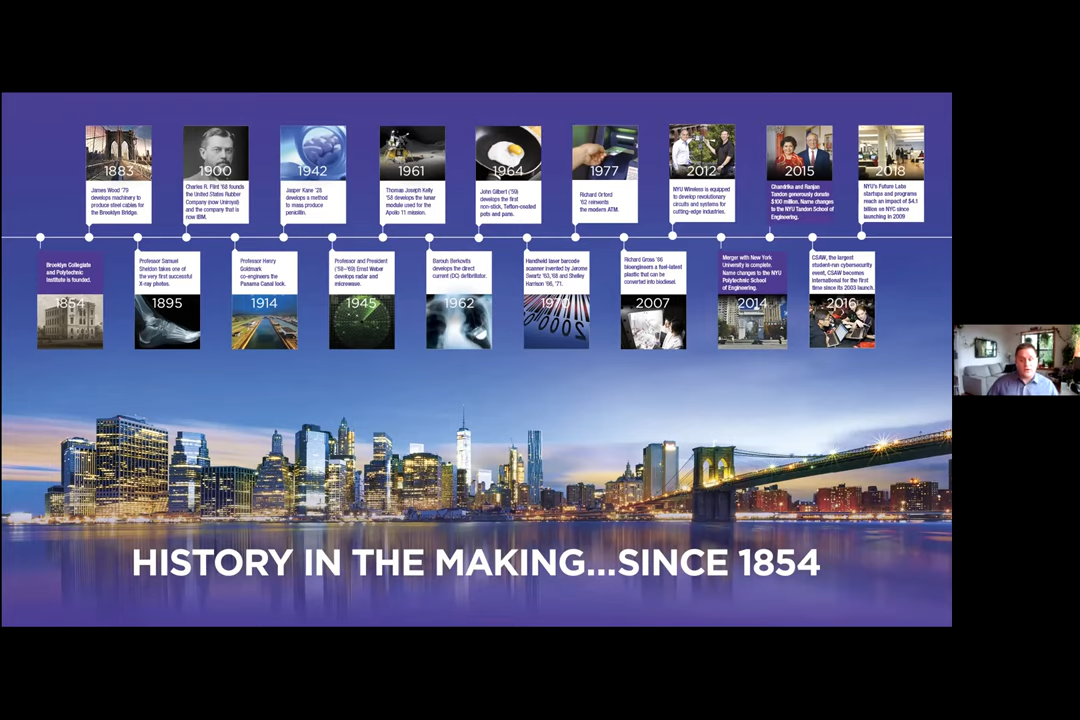 1883
James Wood '79
develops machinery to
produce steel cables for
the Brooklyn Bridge.
1900
Charles R. Flint '68 founds
the United States Rubber
Company (now Uniroyal)
and the company that is
now IBM.
1942
Jasper Kane '28
develops a method
to mass produce
penicillin.
1961
Thomas Joseph Kelly
'58 develops the lunar
module used for the
Apollo 11 mission.
1964
John Gilbert ('59)
develops the first
non-stick, Teflon-coated
pots and pans.
1977
Richard Orford
'62 reinvents
the modern ATM.
2012
NYU Wireless is equipped
to develop revolutionary
circuits and systems for
cutting-edge industries.
2015
Chandrika and Ranjan
Tandon generously donate
$100 million. Name changes
to the NYU Tandon School of
Engineering.
2018
NYU's Future Labs
startups and programs
reach an impact of $4.1
billion on NYC since
launching in 2009
Brooklyn Collegiate
and Polytechnic
Institute is founded.
1854
Professor Samuel
Sheldon takes one of
the very first successful
X-ray photos.
1895
Professor Henry
Goldmark
co-engineers the
Panama Canal lock.
1914
Professor and President
('58–'69) Ernst Weber
develops radar and
microwave.
1945
Barouh Berkovits
develops the direct
current (DC) defibrillator.
1962
Handheld laser barcode
scanner invented by Jerome
Swartz '63, '68 and Shelley
Harrison '66, '71.
Richard Gross '86
bioengineers a fuel-latent
plastic that can be
converted into biodiesel.
2007
Merger with New York
University is complete.
Name changes to the NYU
Polytechnic School
of Engineering.
2014
CSAW, the largest
student-run cybersecurity
event, CSAW becomes
international for the first
time since its 2003 launch.
2016
HISTORY IN THE MAKING...SINCE 1854